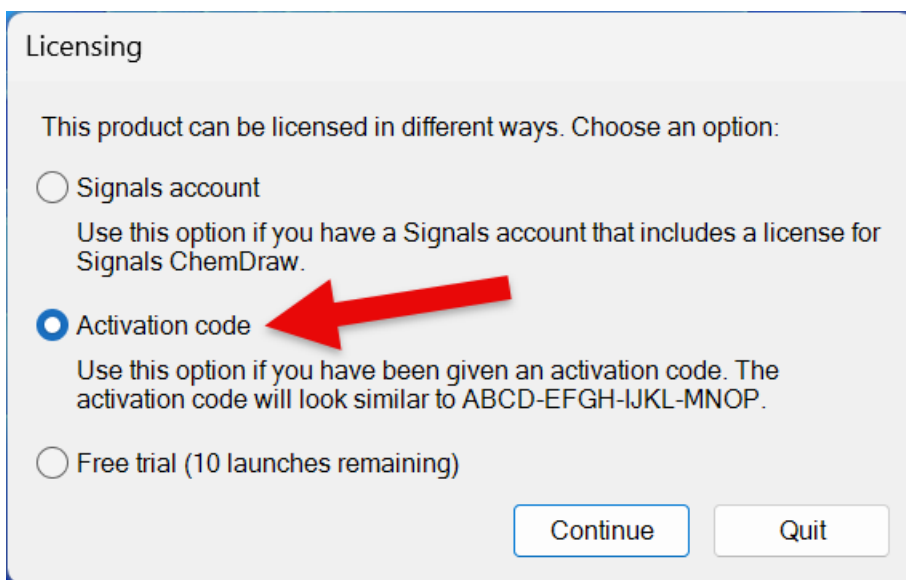 Licensing
This product can be licensed in different ways. Choose an option:
Signals account
Use this option if you have a Signals account that includes a license for
Signals ChemDraw.
Activation code
Use this option if you have been given an activation code. The
activation code will look similar to ABCD-EFGH-IJKL-MNOP.
Free trial (10 launches remaining)
Continue Quit